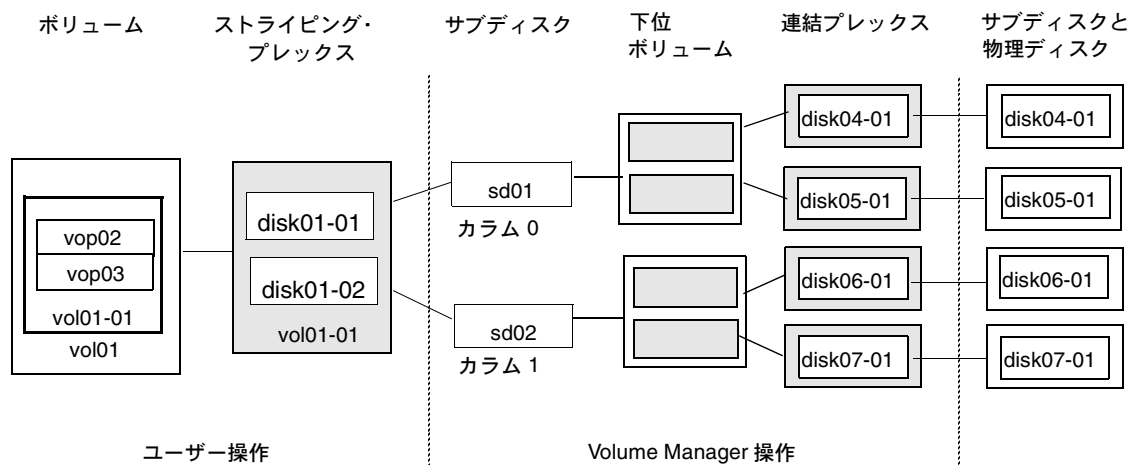 ボリューム
ストライピング・
プレックス
サブディスク
下位
ボリューム
連結プレックス
サブディスクと
物理ディスク
vop02
vop03
vol01-01
vol01
disk01-01
disk01-02
vol01-01
sd01
カラム 0
sd02
カラム 1
disk04-01
disk05-01
disk06-01
disk07-01
disk04-01
disk05-01
disk06-01
disk07-01
ユーザー操作
Volume Manager 操作